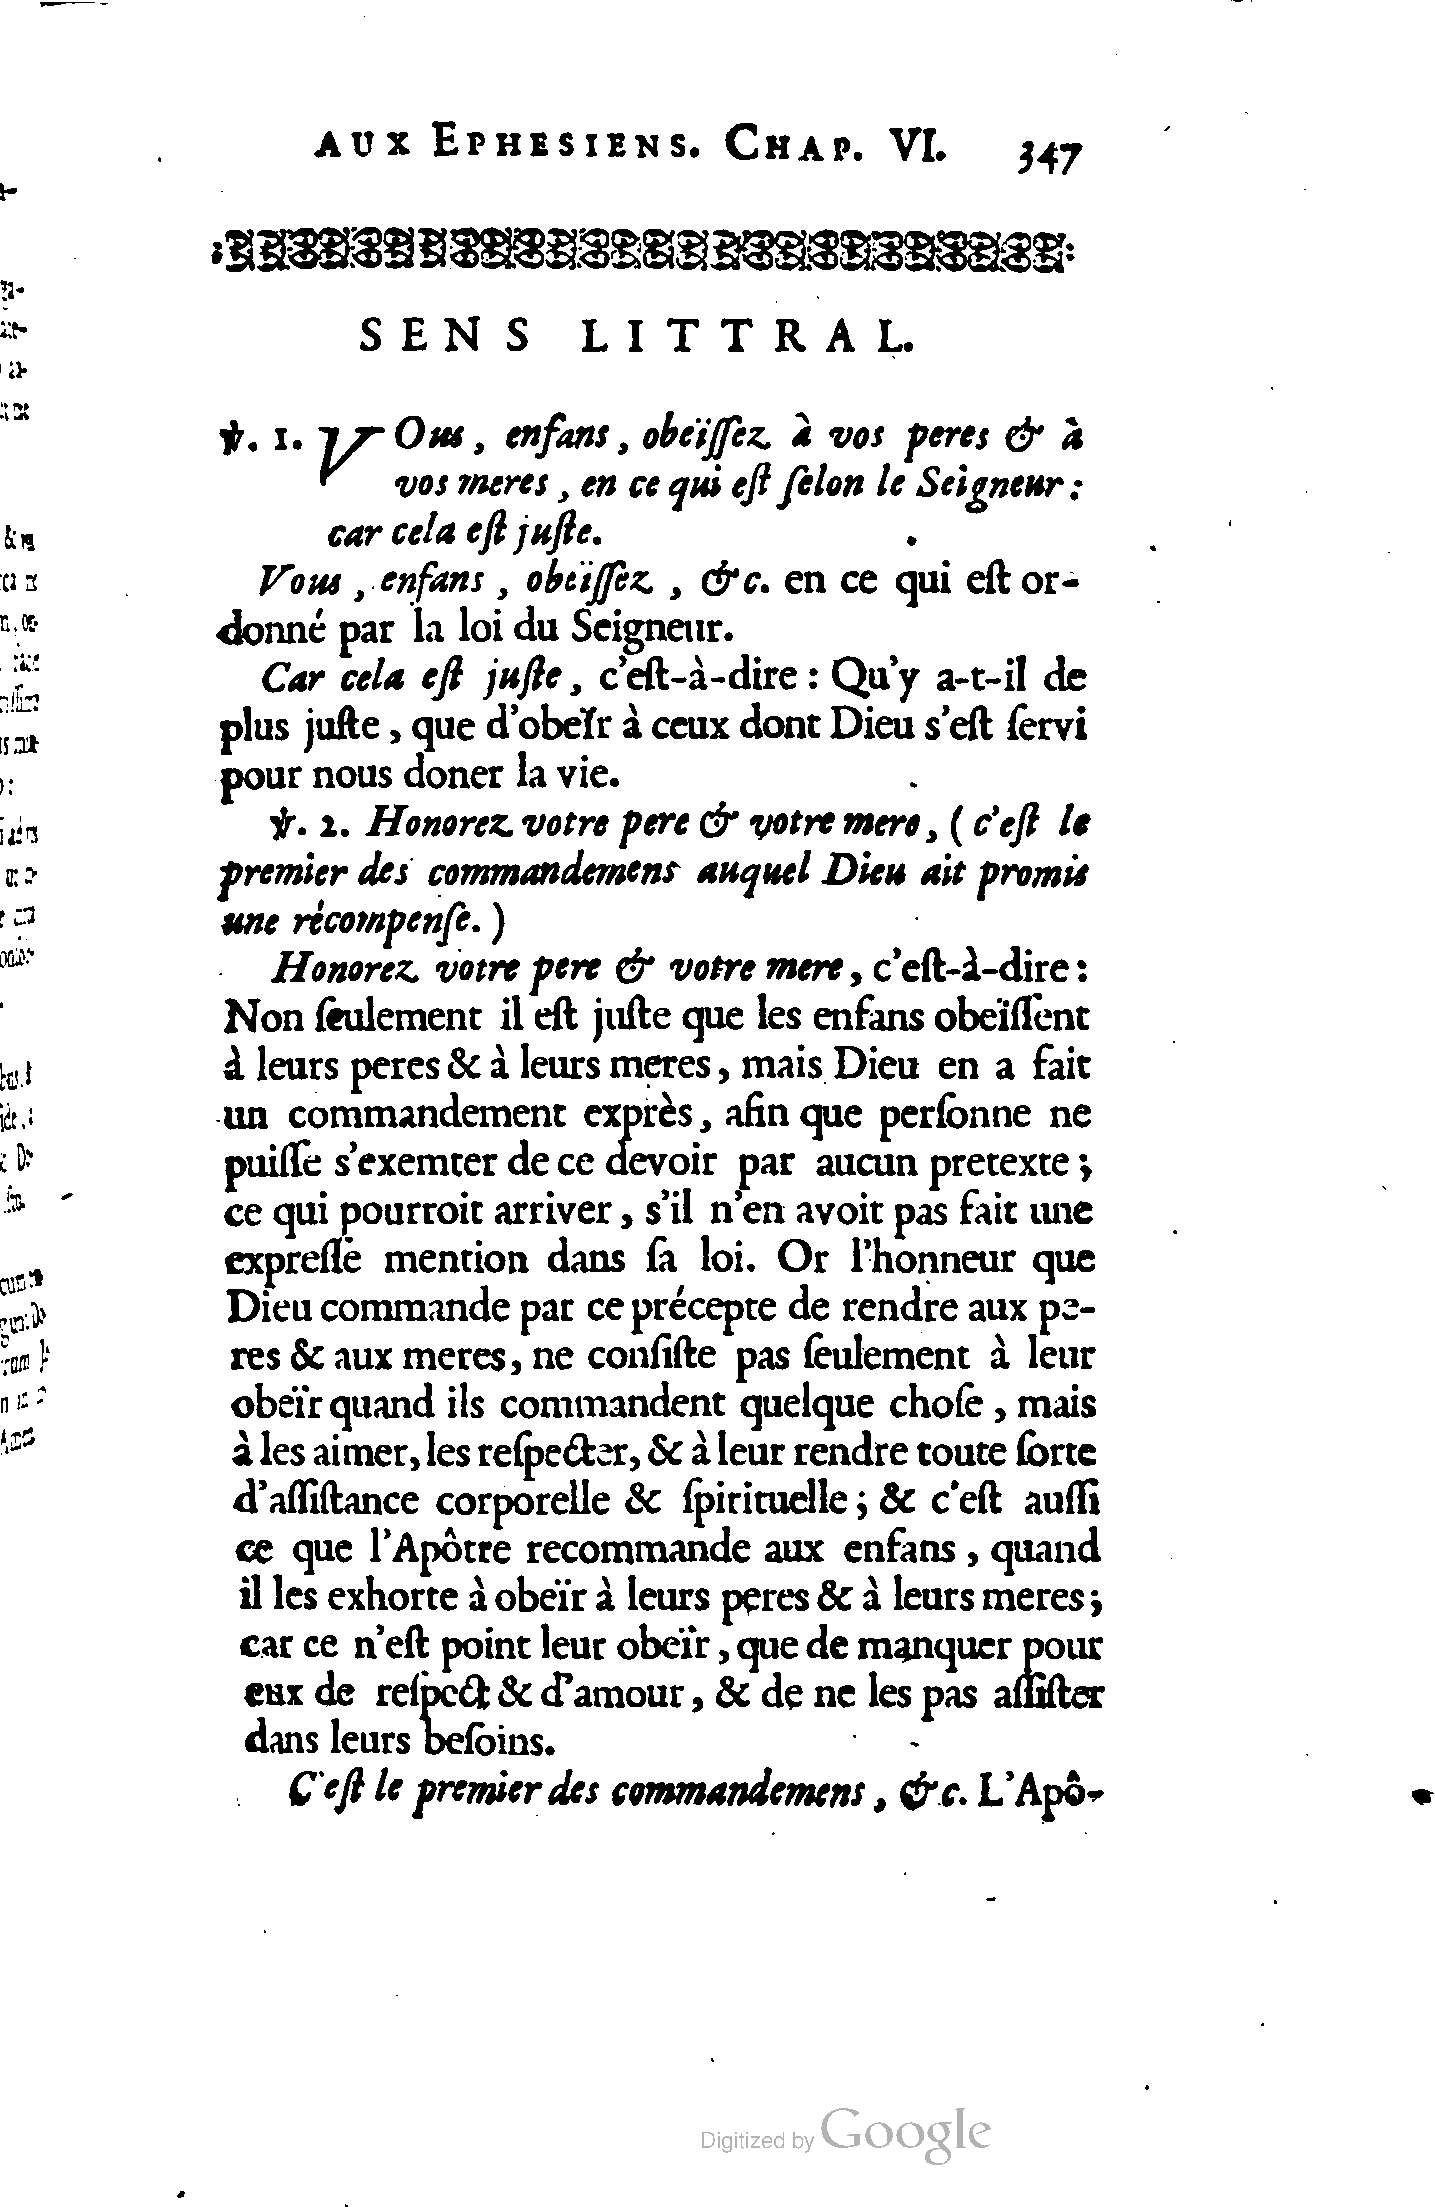 AUX EPHESIENS. CHAP. VI. 347
SENS LITTRAL.
℣. 1. VOus, enfans, obeïſſez à vos peres & à
vos meres, en ce qui eſt ſelon le Seigneur:
car cela eſt juſte.
Vous, enfans, obeïſſez, &c. en ce qui eſt or-
donné par la loi du Seigneur.
Car cela eſt juſte, c'eſt-à-dire: Qu'y a-t-il de
plus juſte, que d'obeïr à ceux dont Dieu s'eſt ſervi
pour nous doner la vie.
℣. 2. Honorez votre pere & votre mere, (c'eſt le
premier des commandemens auquel Dieu ait promis
une récompenſe.)
Honorez votre pere & votre mere, c'eſt-à-dire:
Non ſeulement il eſt juſte que les enfans obeïſſent
à leurs peres & à leurs meres, mais Dieu en a fait
un commandement exprès, afin que perſonne ne
puiſſe s'exemter de ce devoir par aucun pretexte;
ce qui pourroit arriver, s'il n'en avoit pas fait une
expreſſe mention dans ſa loi. Or l'honneur que
Dieu commande par ce précepte de rendre aux pe-
res & aux meres, ne conſiſte pas ſeulement à leur
obeïr quand ils commandent quelque choſe, mais
à les aimer, les reſpecter, & à leur rendre toute ſorte
d'aſſiſtance corporelle & ſpirituelle; & c'eſt auſſi
ce que l'Apôtre recommande aux enfans, quand
il les exhorte à obeïr à leurs peres & à leurs meres;
car ce n'eſt point leur obeïr, que de manquer pour
eux de reſpect & d'amour, & de ne les pas aſſiſter
dans leurs beſoins.
C'eſt le premier des commandemens, &c. L'Apô-
Digitized by Google